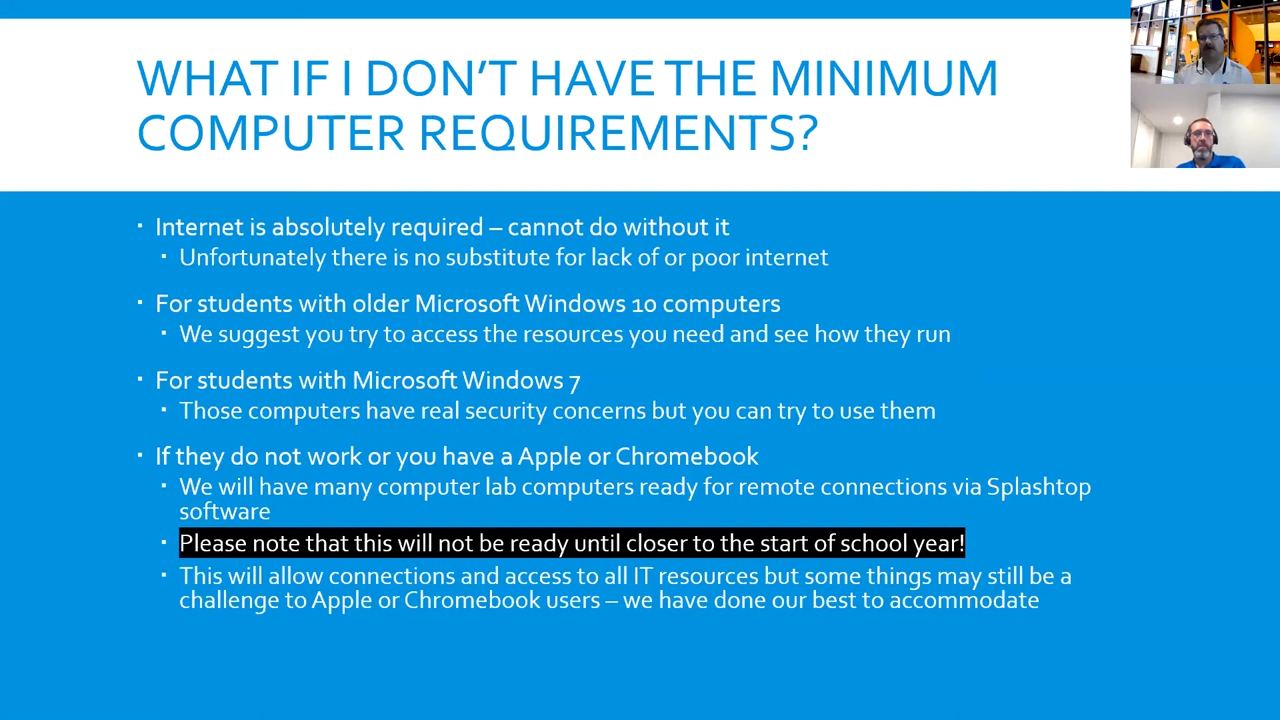 WHAT IF I DON'T HAVE THE MINIMUM
COMPUTER REQUIREMENTS?
▪ Internet is absolutely required – cannot do without it
▪ Unfortunately there is no substitute for lack of or poor internet
▪ For students with older Microsoft Windows 10 computers
▪ We suggest you try to access the resources you need and see how they run
▪ For students with Microsoft Windows 7
▪ Those computers have real security concerns but you can try to use them
▪ If they do not work or you have a Apple or Chromebook
▪ We will have many computer lab computers ready for remote connections via Splashtop
software
▪ Please note that this will not be ready until closer to the start of school year!
▪ This will allow connections and access to all IT resources but some things may still be a
challenge to Apple or Chromebook users – we have done our best to accommodate